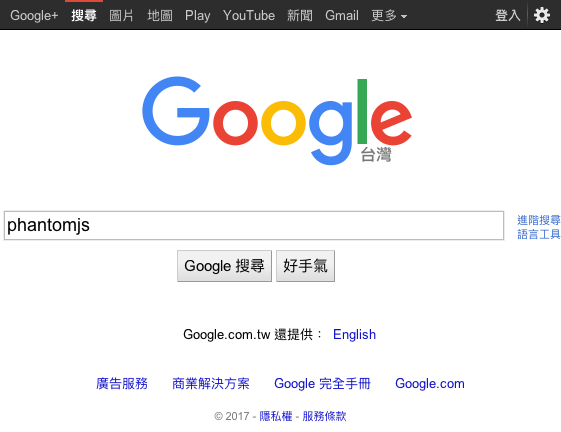 Google+ 搜尋 圖片 地圖 Play YouTube 新聞 Gmail 更多 登入
Google
台灣
phantomjs
進階搜尋
語言工具
Google 搜尋 好手氣
Google.com.tw 還提供： English
廣告服務 商業解決方案 Google 完全手冊 Google.com
© 2017 - 隱私權 - 服務條款